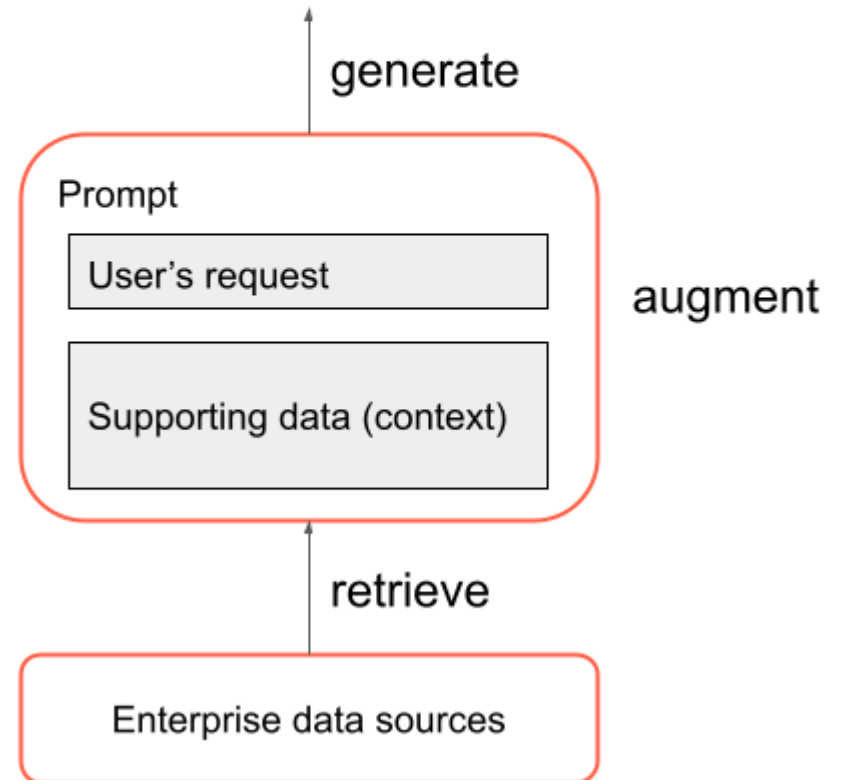 generate
Prompt
User’s request
augment
Supporting data (context)
retrieve
Enterprise data sources